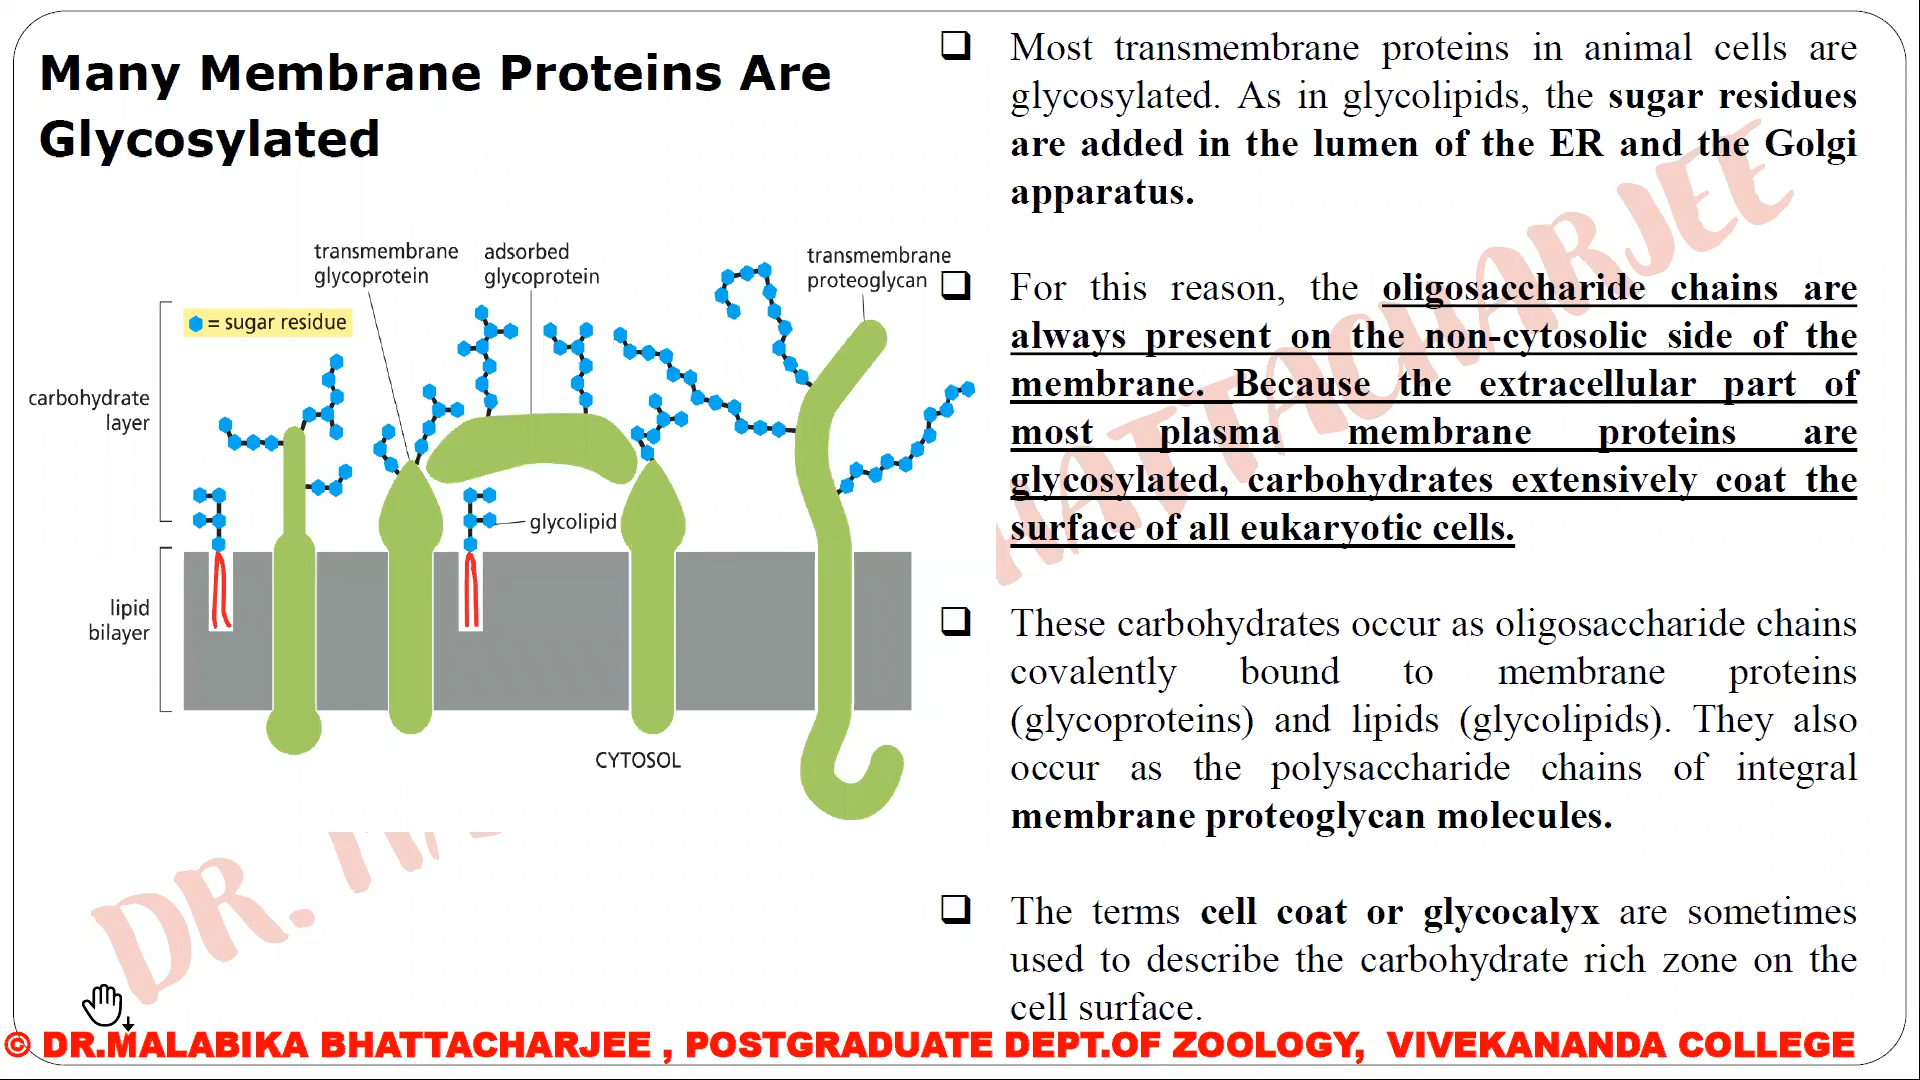 Many Membrane Proteins Are
Glycosylated
transmembrane
glycoprotein
adsorbed
glycoprotein
transmembrane
proteoglycan
= sugar residue
carbohydrate
layer
glycolipid
lipid
bilayer
CYTOSOL
Most transmembrane proteins in animal cells are
glycosylated. As in glycolipids, the sugar residues
are added in the lumen of the ER and the Golgi
apparatus.
For this reason, the oligosaccharide chains are
always present on the non-cytosolic side of the
membrane. Because the extracellular part of
most plasma membrane proteins are
glycosylated, carbohydrates extensively coat the
surface of all eukaryotic cells.
These carbohydrates occur as oligosaccharide chains
covalently bound to membrane proteins
(glycoproteins) and lipids (glycolipids). They also
occur as the polysaccharide chains of integral
membrane proteoglycan molecules.
The terms cell coat or glycocalyx are sometimes
used to describe the carbohydrate rich zone on the
cell surface.
© DR.MALABIKA BHATTACHARJEE , POSTGRADUATE DEPT.OF ZOOLOGY, VIVEKANANDA COLLEGE